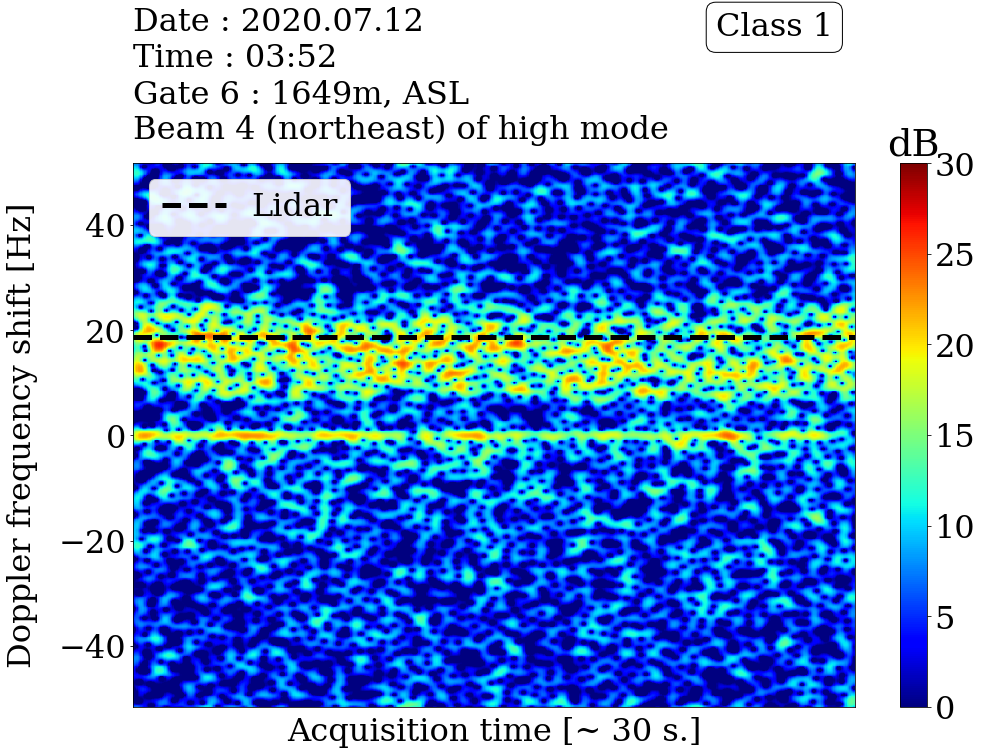 Date : 2020.07.12
Time : 03:52
Gate 6 : 1649m, ASL
Beam 4 (northeast) of high mode
Class 1
dB
Lidar
Doppler frequency shift [Hz]
40
20
0
−20
−40
30
25
20
15
10
5
0
Acquisition time [~ 30 s.]